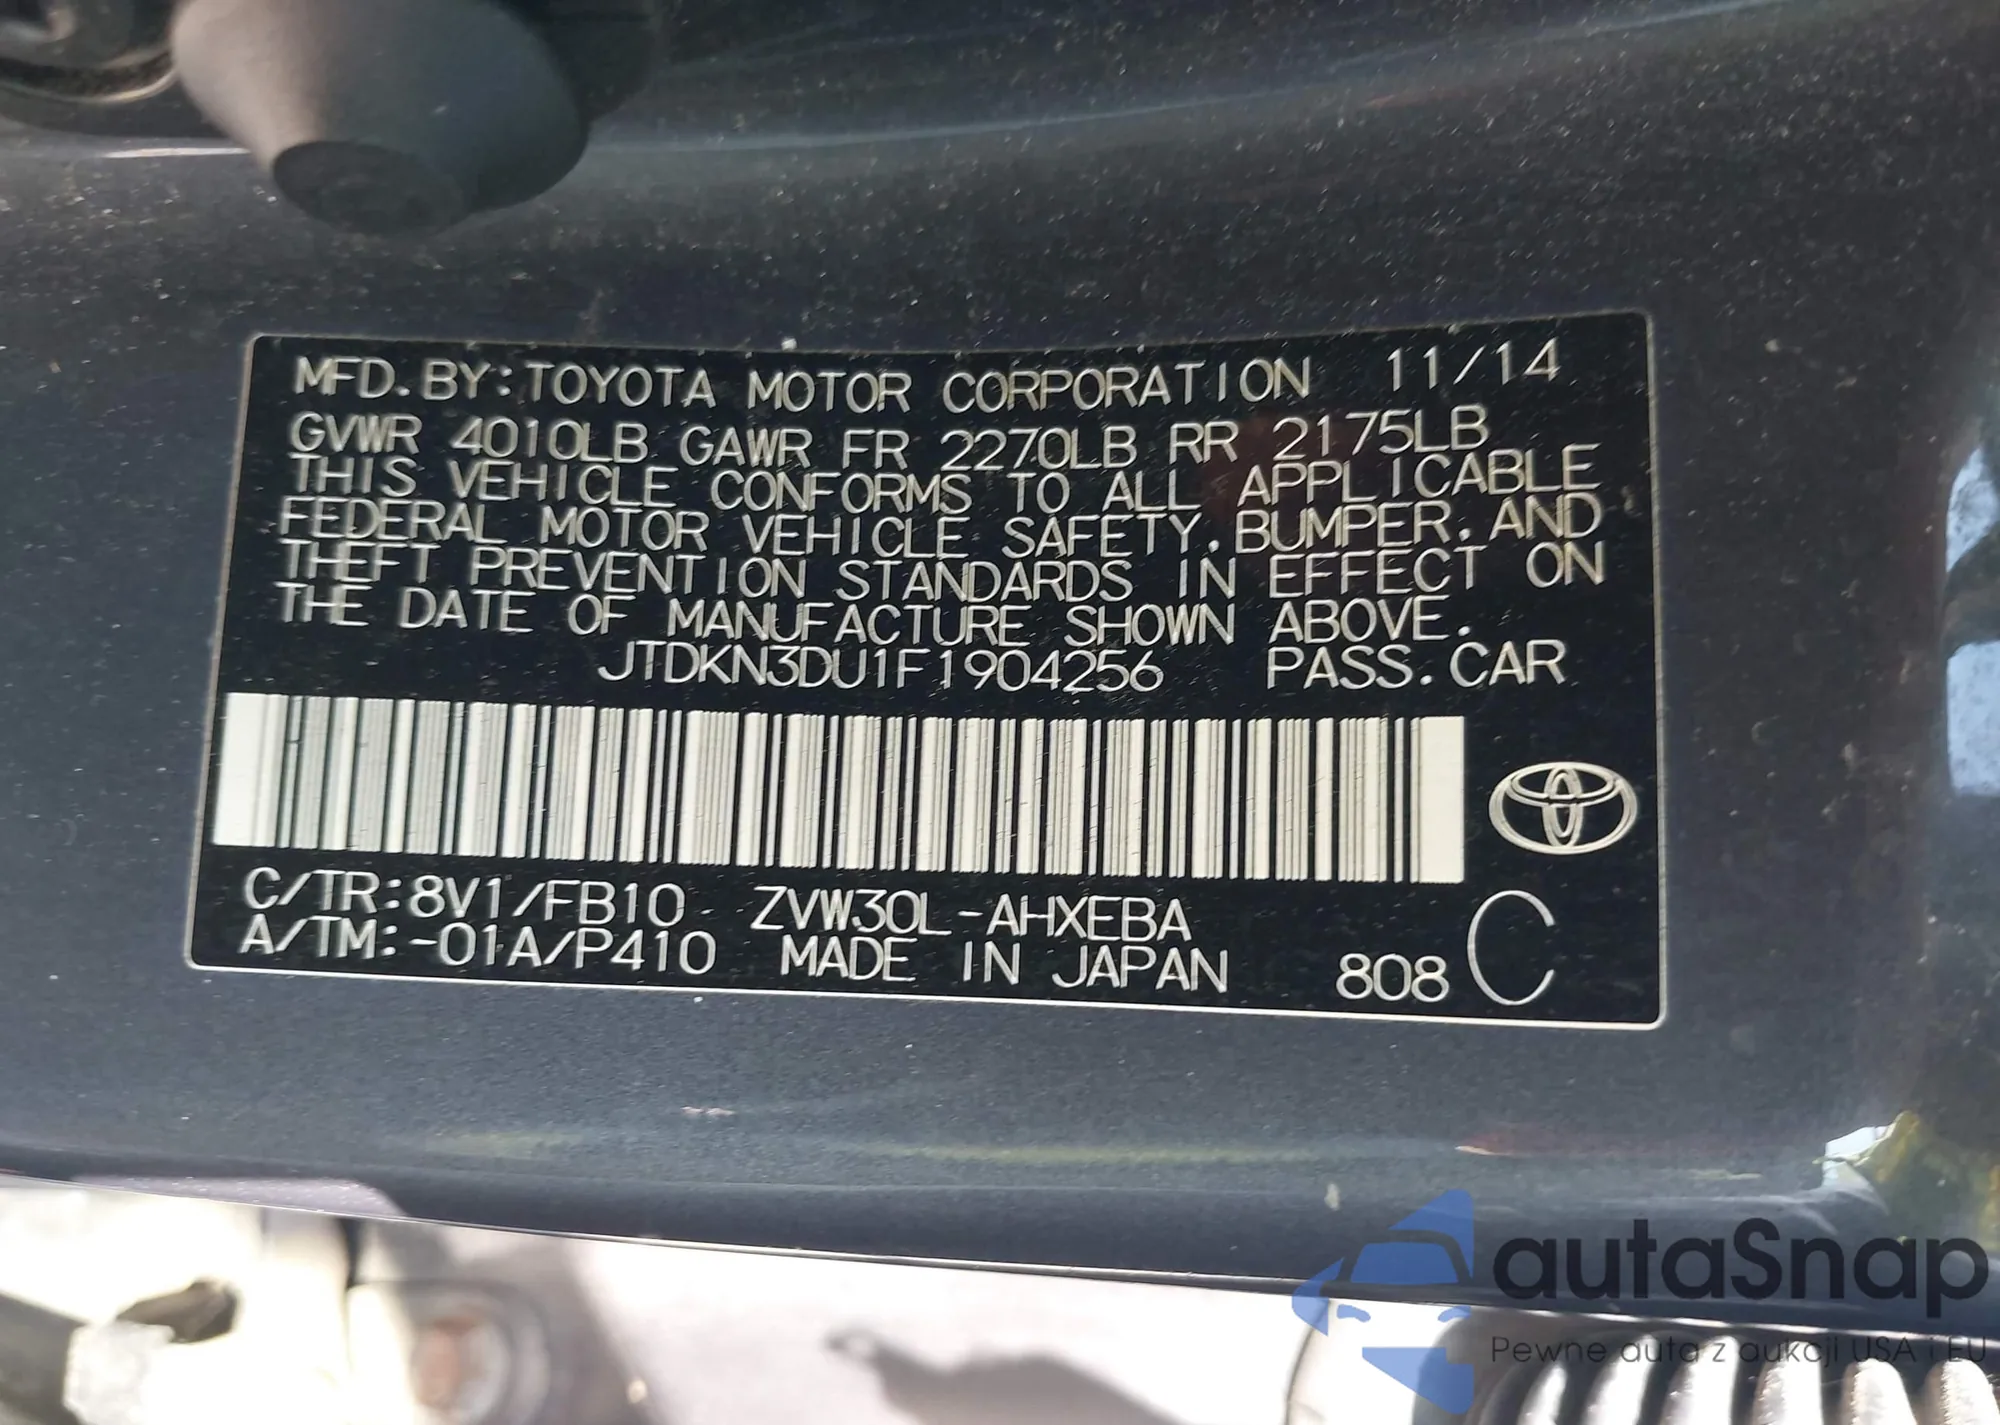 MFD.BY:TOYOTA MOTOR CORPORATION 11/14
GVWR 4010LB GAWR FR 2270LB RR 2175LB
THIS VEHICLE CONFORMS TO ALL APPLICABLE
FEDERAL MOTOR VEHICLE SAFETY,BUMPER,AND
THEFT PREVENTION STANDARDS IN EFFECT ON
THE DATE OF MANUFACTURE SHOWN ABOVE.
JTDKN3DU1F1904256 PASS.CAR
C/TR:8V1/FB10 ZVW30L-AHXEBA
A/TM:-01A/P410 MADE IN JAPAN 808 C
autaSnap
Pewne auta z aukcji USA i EU